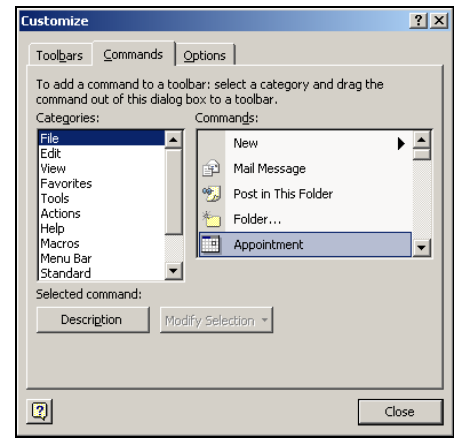 Customize
Toolbars Commands Options
To add a command to a toolbar: select a category and drag the
command out of this dialog box to a toolbar.
Categories: Commands:
File
Edit
View
Favorites
Tools
Actions
Help
Macros
Menu Bar
Standard
New
Mail Message
Post in This Folder
Folder...
Appointment
Selected command:
Description Modify Selection
Close